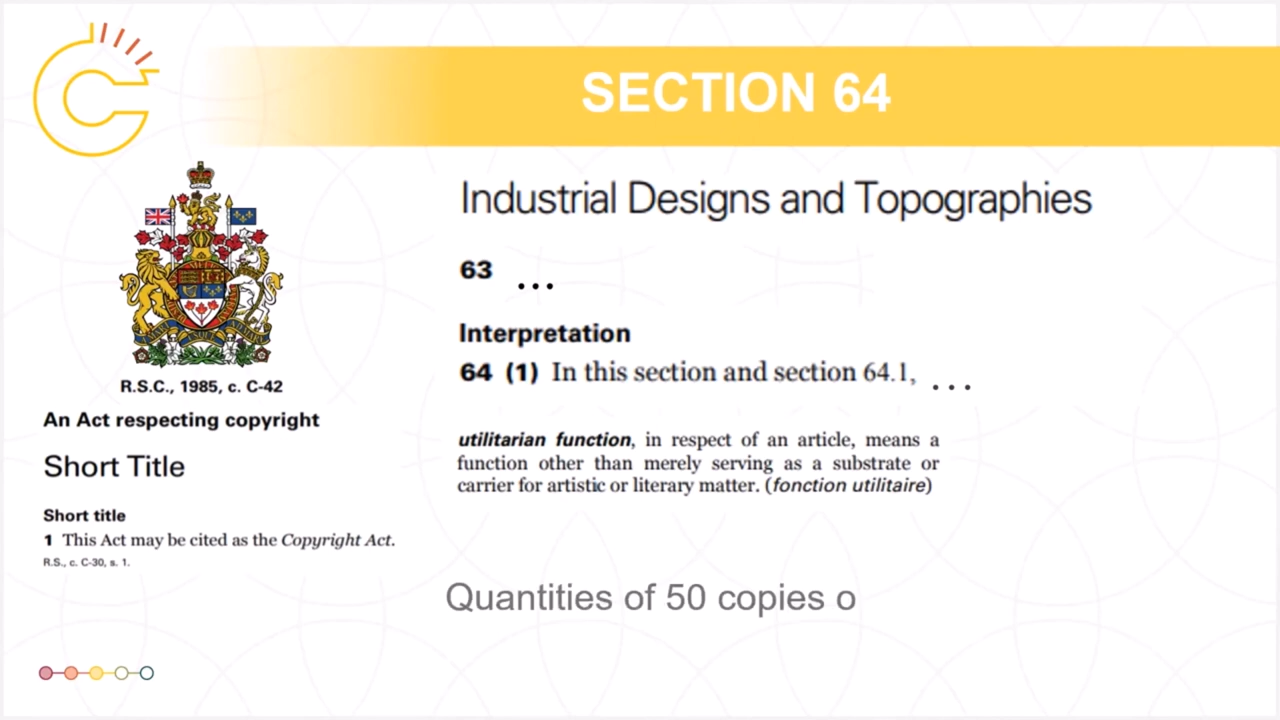 SECTION 64
R.S.C., 1985, c. C-42
An Act respecting copyright
Short Title
Short title
1 This Act may be cited as the Copyright Act.
R.S., c. C-30, s. 1.
Industrial Designs and Topographies
63 ...
Interpretation
64 (1) In this section and section 64.1, ...
utilitarian function, in respect of an article, means a
function other than merely serving as a substrate or
carrier for artistic or literary matter. (fonction utilitaire)
Quantities of 50 copies o